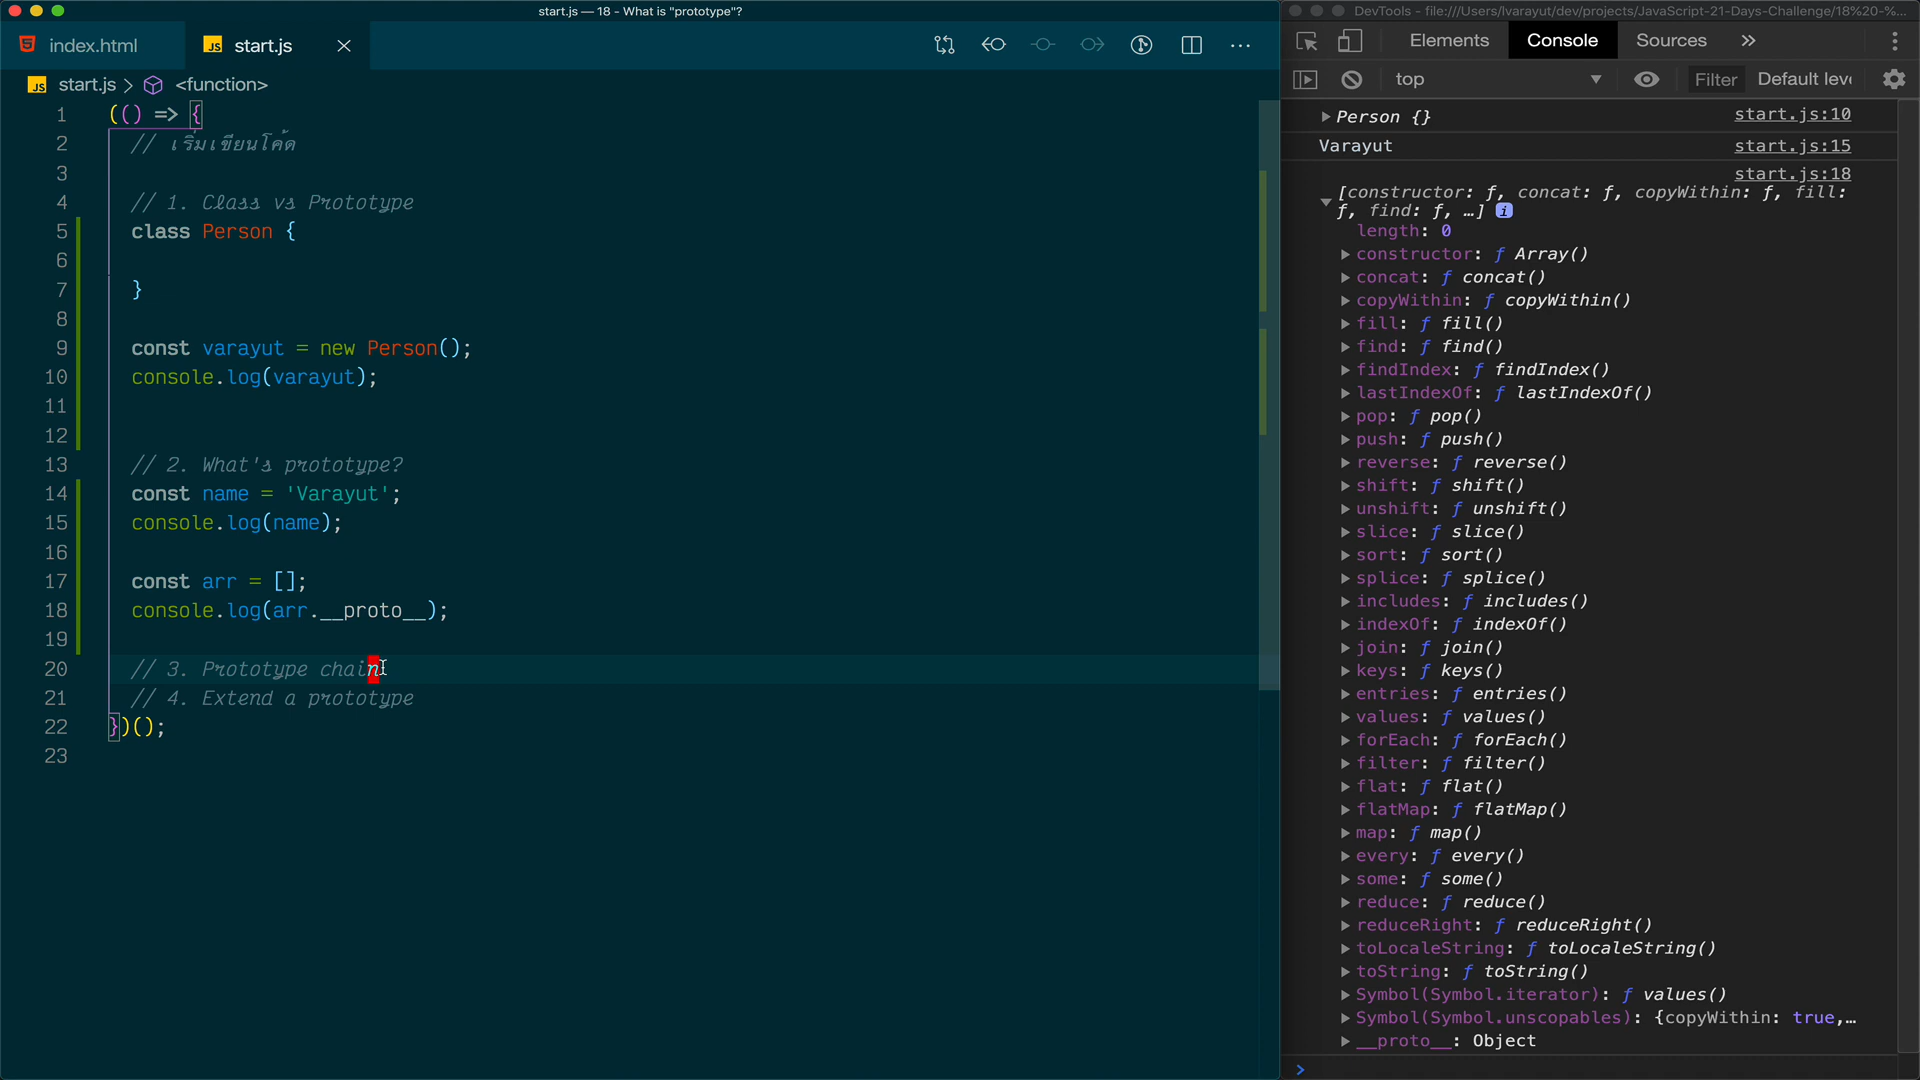 start.js — 18 - What is "prototype"?
index.html
JS start.js
JS start.js > <function>
1 (() => {
2 // เริ่มเขียนโค้ด
3
4 // 1. Class vs Prototype
5 class Person {
6
7 }
8
9 const varayut = new Person();
10 console.log(varayut);
11
12
13 // 2. What's prototype?
14 const name = 'Varayut';
15 console.log(name);
16
17 const arr = [];
18 console.log(arr.__proto__);
19
20 // 3. Prototype chain
21 // 4. Extend a prototype
22 })();
23
DevTools - file:///Users/lvarayut/dev/projects/JavaScript-21-Days-Challenge/18%20-%...
Elements Console Sources »
top Filter Default leve
Person {} start.js:10
Varayut start.js:15
start.js:18
[constructor: ƒ, concat: ƒ, copyWithin: ƒ, fill:
ƒ, find: ƒ, …] i
length: 0
constructor: ƒ Array()
concat: ƒ concat()
copyWithin: ƒ copyWithin()
fill: ƒ fill()
find: ƒ find()
findIndex: ƒ findIndex()
lastIndexOf: ƒ lastIndexOf()
pop: ƒ pop()
push: ƒ push()
reverse: ƒ reverse()
shift: ƒ shift()
unshift: ƒ unshift()
slice: ƒ slice()
sort: ƒ sort()
splice: ƒ splice()
includes: ƒ includes()
indexOf: ƒ indexOf()
join: ƒ join()
keys: ƒ keys()
entries: ƒ entries()
values: ƒ values()
forEach: ƒ forEach()
filter: ƒ filter()
flat: ƒ flat()
flatMap: ƒ flatMap()
map: ƒ map()
every: ƒ every()
some: ƒ some()
reduce: ƒ reduce()
reduceRight: ƒ reduceRight()
toLocaleString: ƒ toLocaleString()
toString: ƒ toString()
Symbol(Symbol.iterator): ƒ values()
Symbol(Symbol.unscopables): {copyWithin: true,…
__proto__: Object
>